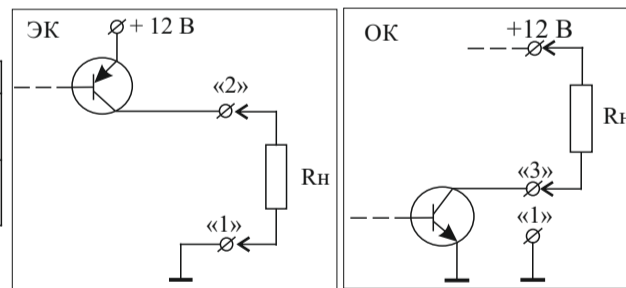 ЭК
+ 12 В
«2»
Rн
«1»
ОК
+12 В
Rн
«3»
«1»